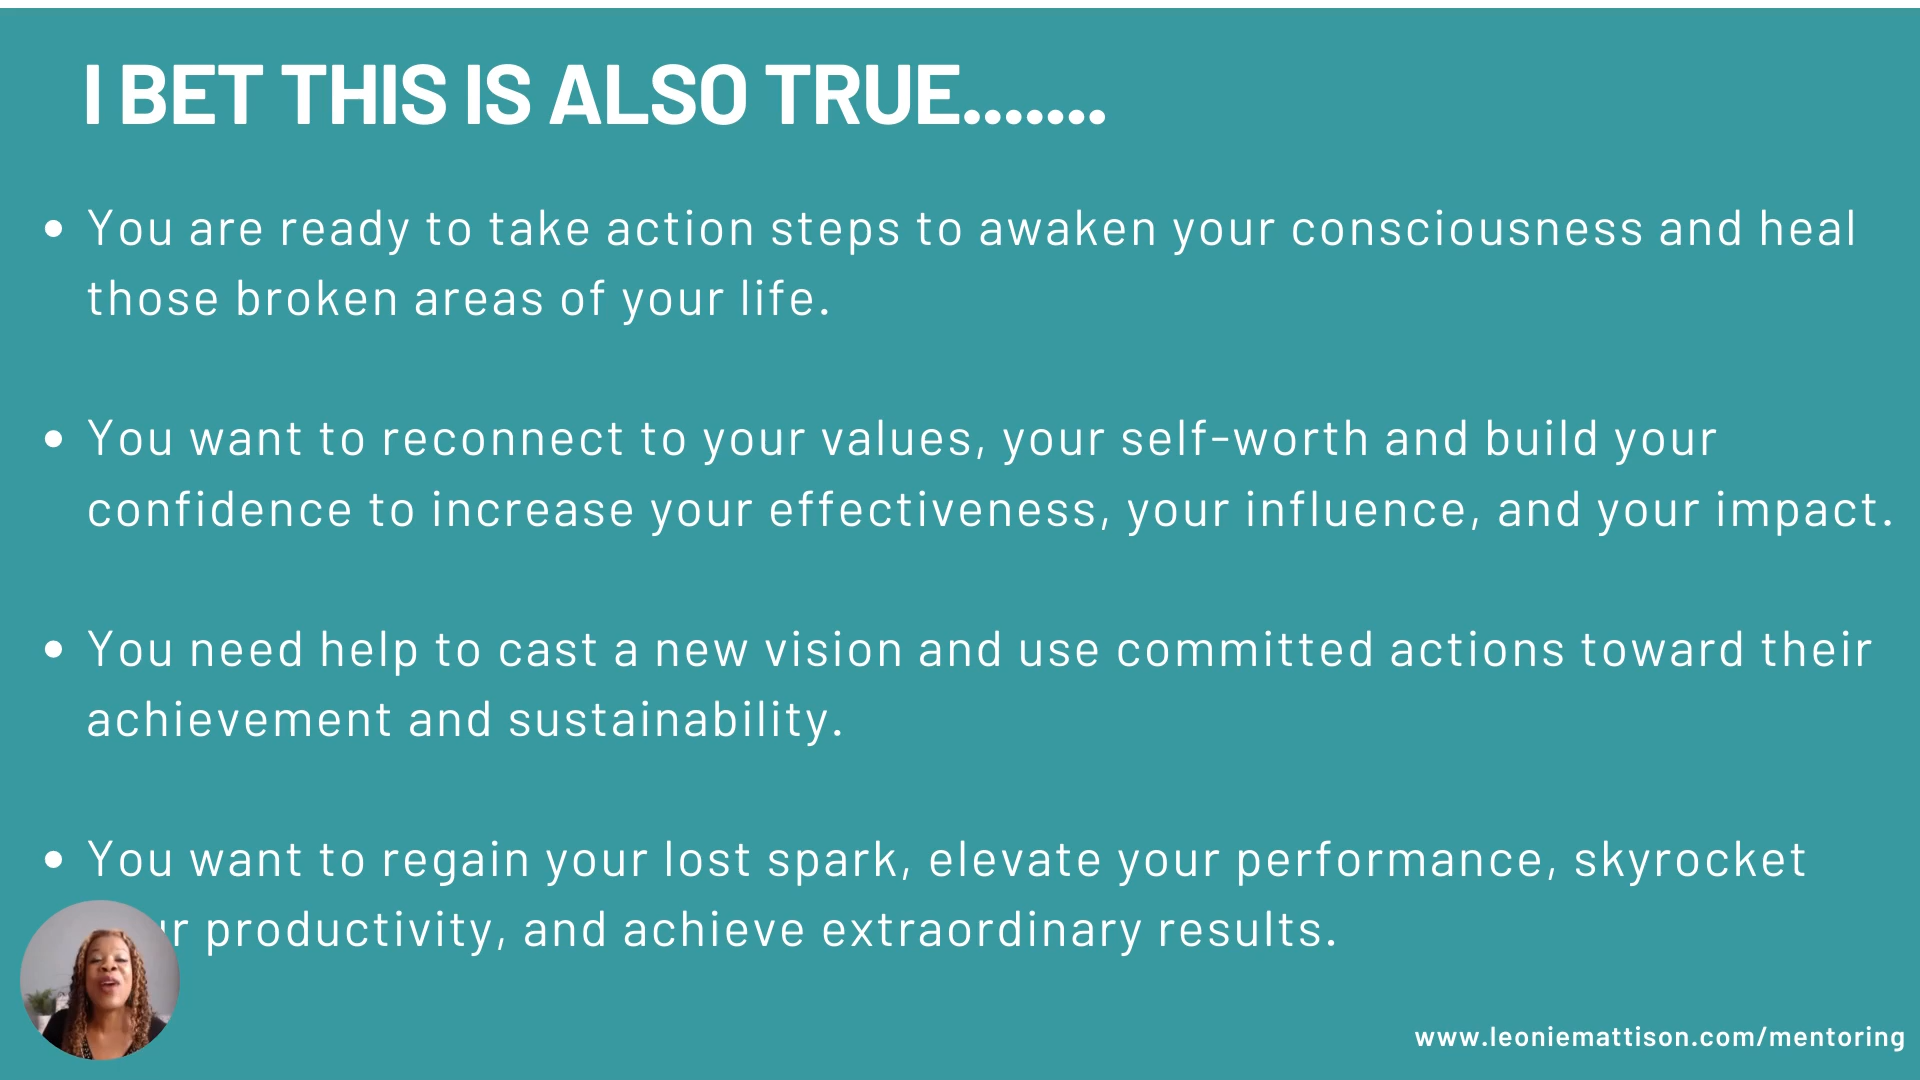 I BET THIS IS ALSO TRUE.......
• You are ready to take action steps to awaken your consciousness and heal
those broken areas of your life.
• You want to reconnect to your values, your self-worth and build your
confidence to increase your effectiveness, your influence, and your impact.
• You need help to cast a new vision and use committed actions toward their
achievement and sustainability.
• You want to regain your lost spark, elevate your performance, skyrocket
productivity, and achieve extraordinary results.
www.leoniemattison.com/mentoring